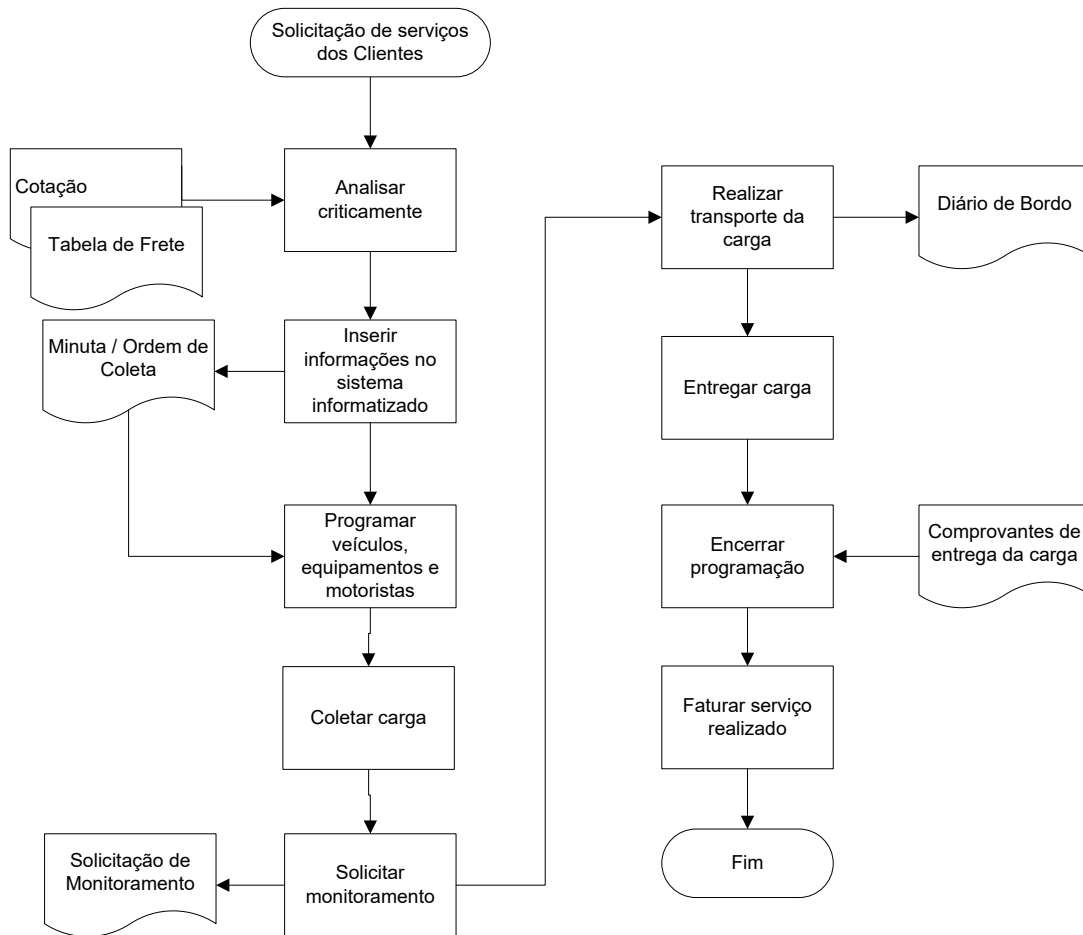 Solicitação de serviços
dos Clientes
Cotação
Tabela de Frete
Analisar
criticamente
Minuta / Ordem de
Coleta
Inserir
informações no
sistema
informatizado
Programar
veículos,
equipamentos e
motoristas
Coletar carga
Solicitação de
Monitoramento
Solicitar
monitoramento
Realizar
transporte da
carga
Diário de Bordo
Entregar carga
Encerrar
programação
Comprovantes de
entrega da carga
Faturar serviço
realizado
Fim